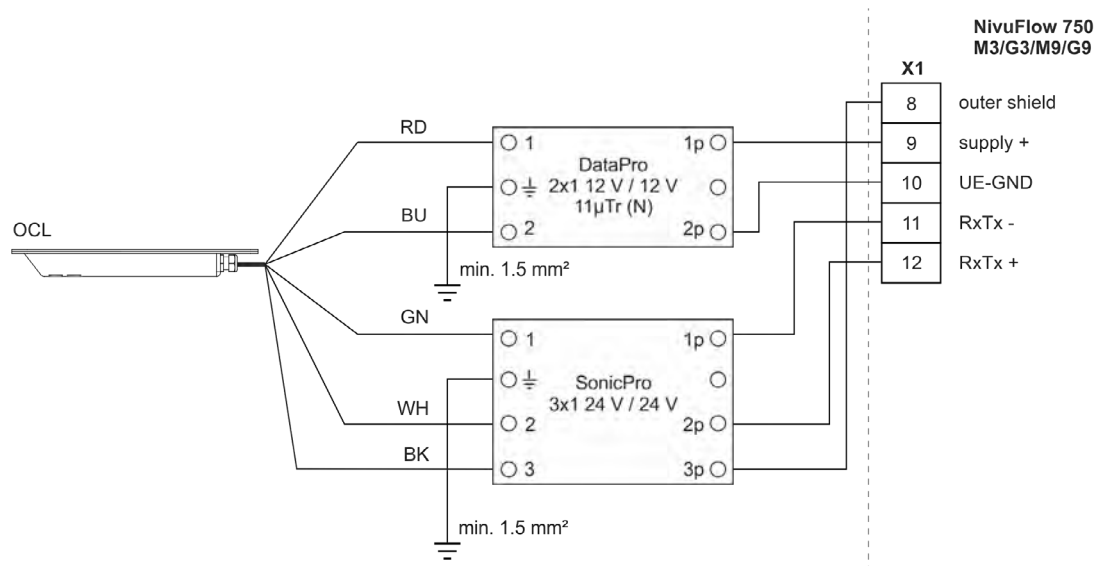 NivuFlow 750
M3/G3/M9/G9
X1
8 outer shield
9 supply +
10 UE-GND
11 RxTx -
12 RxTx +
OCL
RD
BU
GN
WH
BK
1 1p
DataPro
2x1 12 V / 12 V
11µTr (N)
2 2p
min. 1.5 mm²
1 1p
SonicPro
3x1 24 V / 24 V
2 2p
3 3p
min. 1.5 mm²